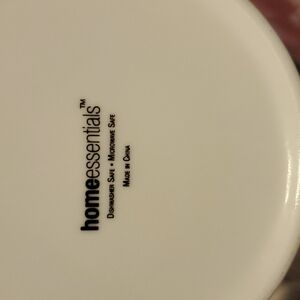 homeessentials™
Dishwasher Safe • Microwave Safe
Made in China